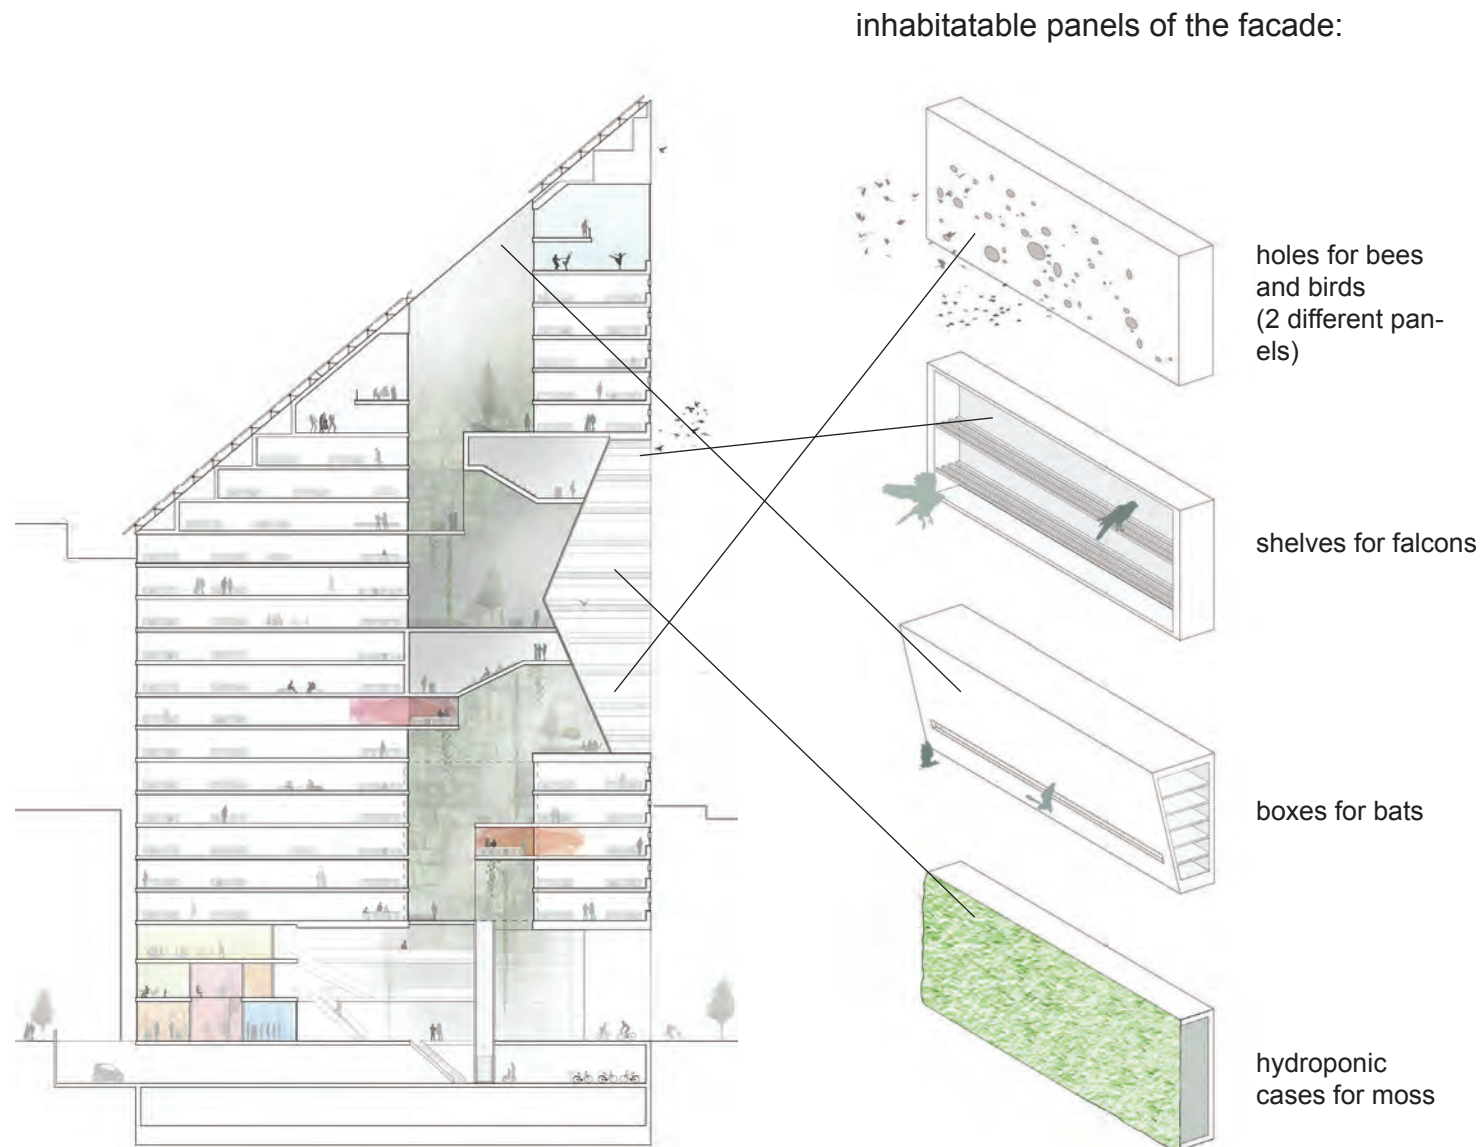 inhabitatable panels of the facade:
holes for bees
and birds
(2 different pan-
els)
shelves for falcons
boxes for bats
hydroponic
cases for moss